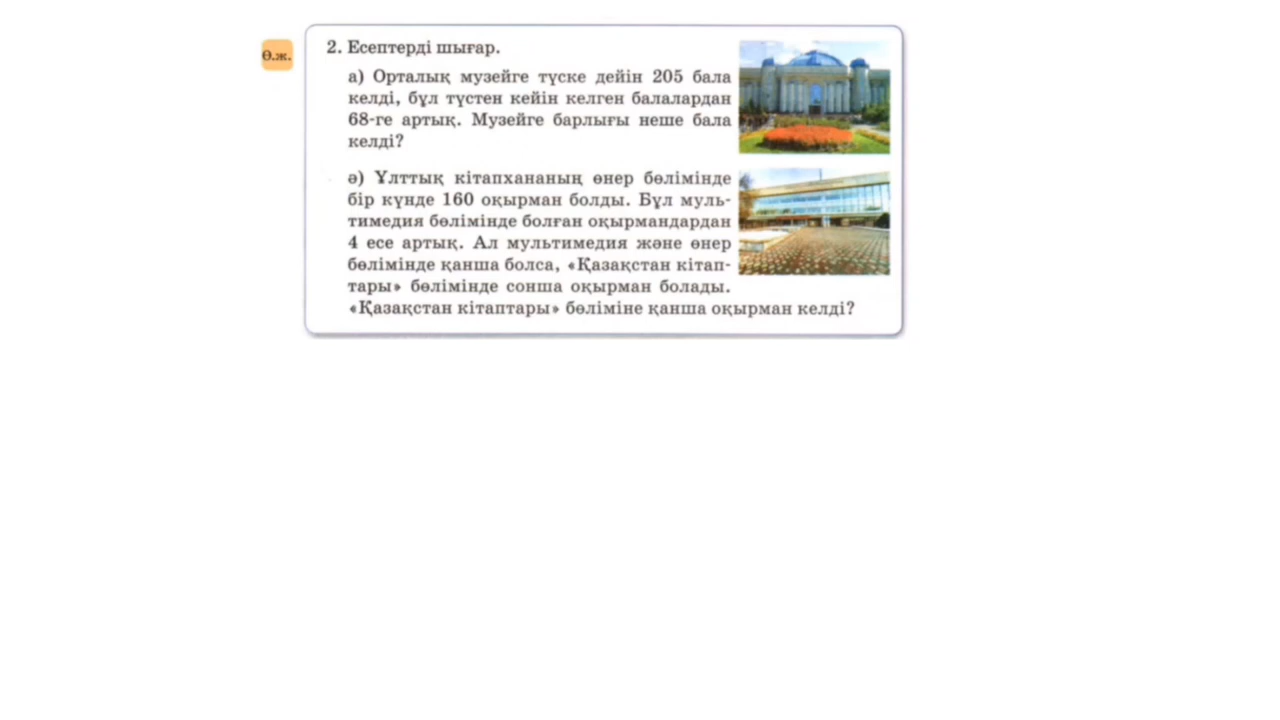 Ө.ж.
2. Есептерді шығар.
а) Орталық музейге түске дейін 205 бала
келді, бұл түстен кейін келген балалардан
68-ге артық. Музейге барлығы неше бала
келді?
ә) Ұлттық кітапхананың өнер бөлімінде
бір күнде 160 оқырман болды. Бұл муль-
тимедия бөлімінде болған оқырмандардан
4 есе артық. Ал мультимедия және өнер
бөлімінде қанша болса, «Қазақстан кітап-
тары» бөлімінде сонша оқырман болады.
«Қазақстан кітаптары» бөліміне қанша оқырман келді?